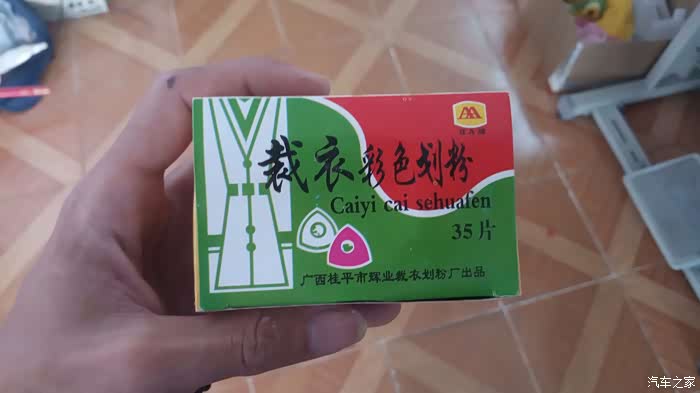 裁衣彩色划粉
Caiyi cai sehuafen
35片
广西桂平市辉业裁衣划粉厂出品
汽车之家